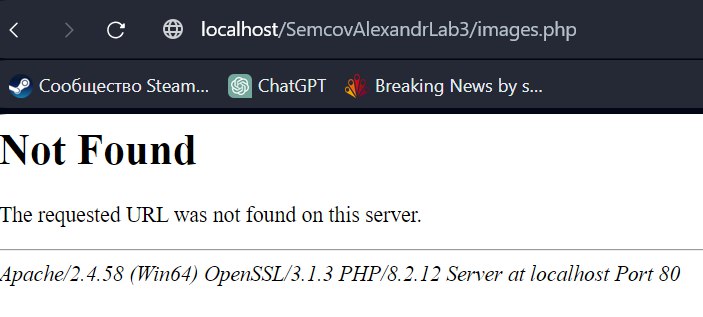 localhost/SemcovAlexandrLab3/images.php
Сообщество Steam... ChatGPT Breaking News by s...
Not Found
The requested URL was not found on this server.
Apache/2.4.58 (Win64) OpenSSL/3.1.3 PHP/8.2.12 Server at localhost Port 80